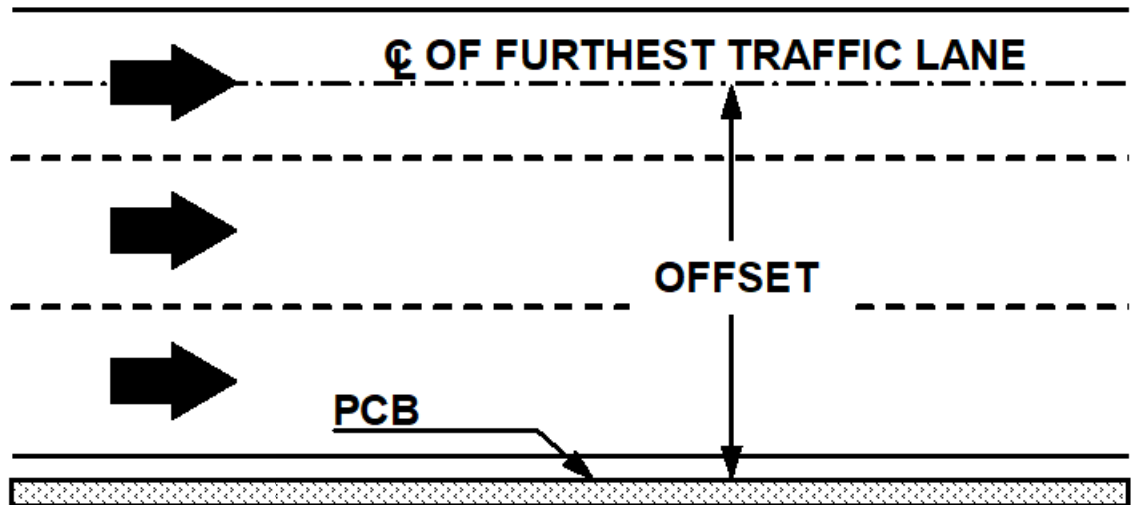 ℄ OF FURTHEST TRAFFIC LANE
OFFSET
PCB